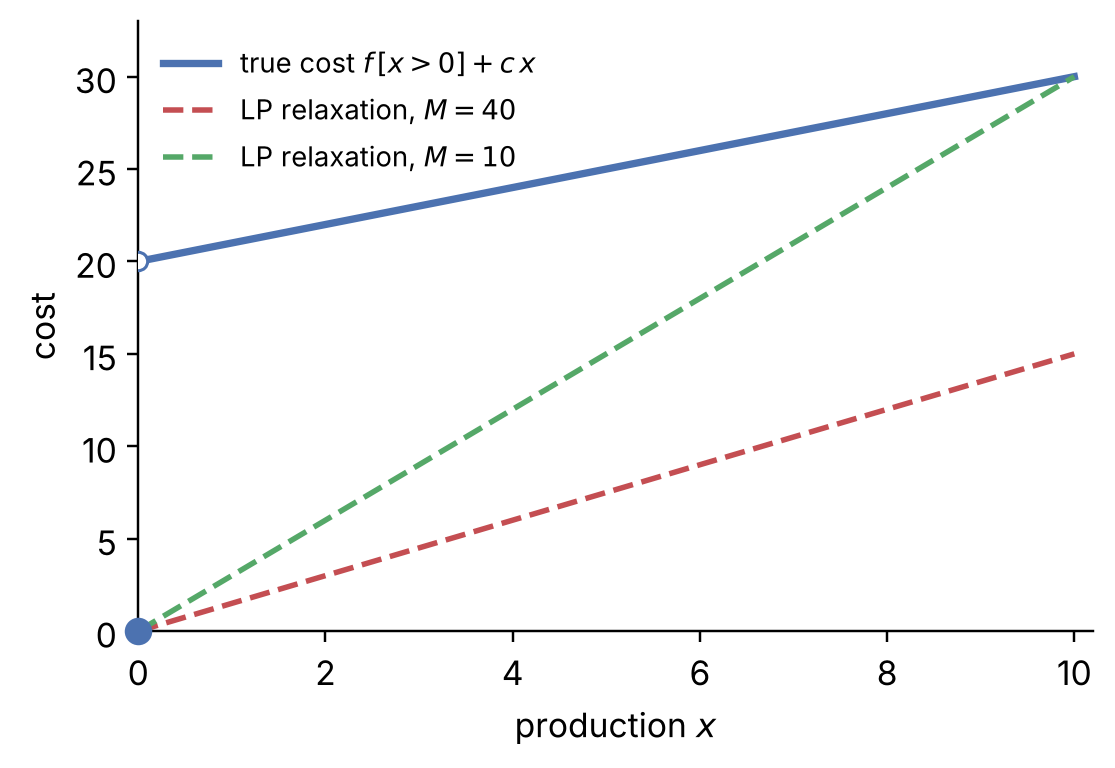 true cost f[x > 0] + c x
LP relaxation, M = 40
LP relaxation, M = 10
30
25
20
15
10
5
0
cost
0 2 4 6 8 10
production x